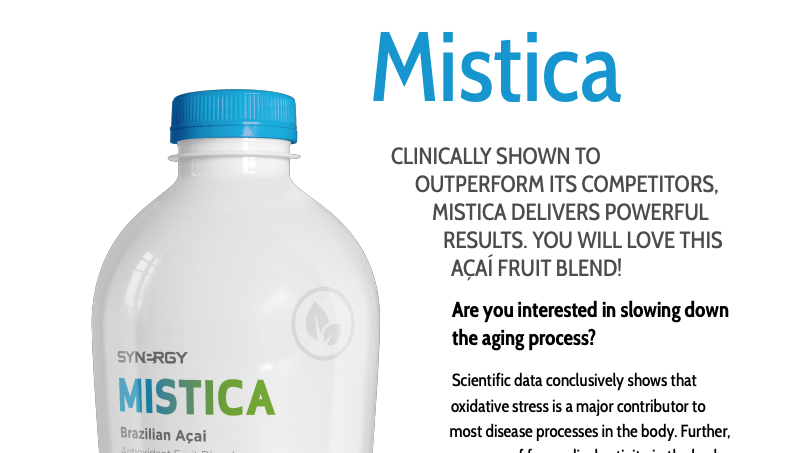 Mistica
CLINICALLY SHOWN TO
OUTPERFORM ITS COMPETITORS,
MISTICA DELIVERS POWERFUL
RESULTS. YOU WILL LOVE THIS
AÇAÍ FRUIT BLEND!
Are you interested in slowing down
the aging process?
Scientific data conclusively shows that
oxidative stress is a major contributor to
most disease processes in the body. Further,
SYNERGY
MISTICA
Brazilian Açai